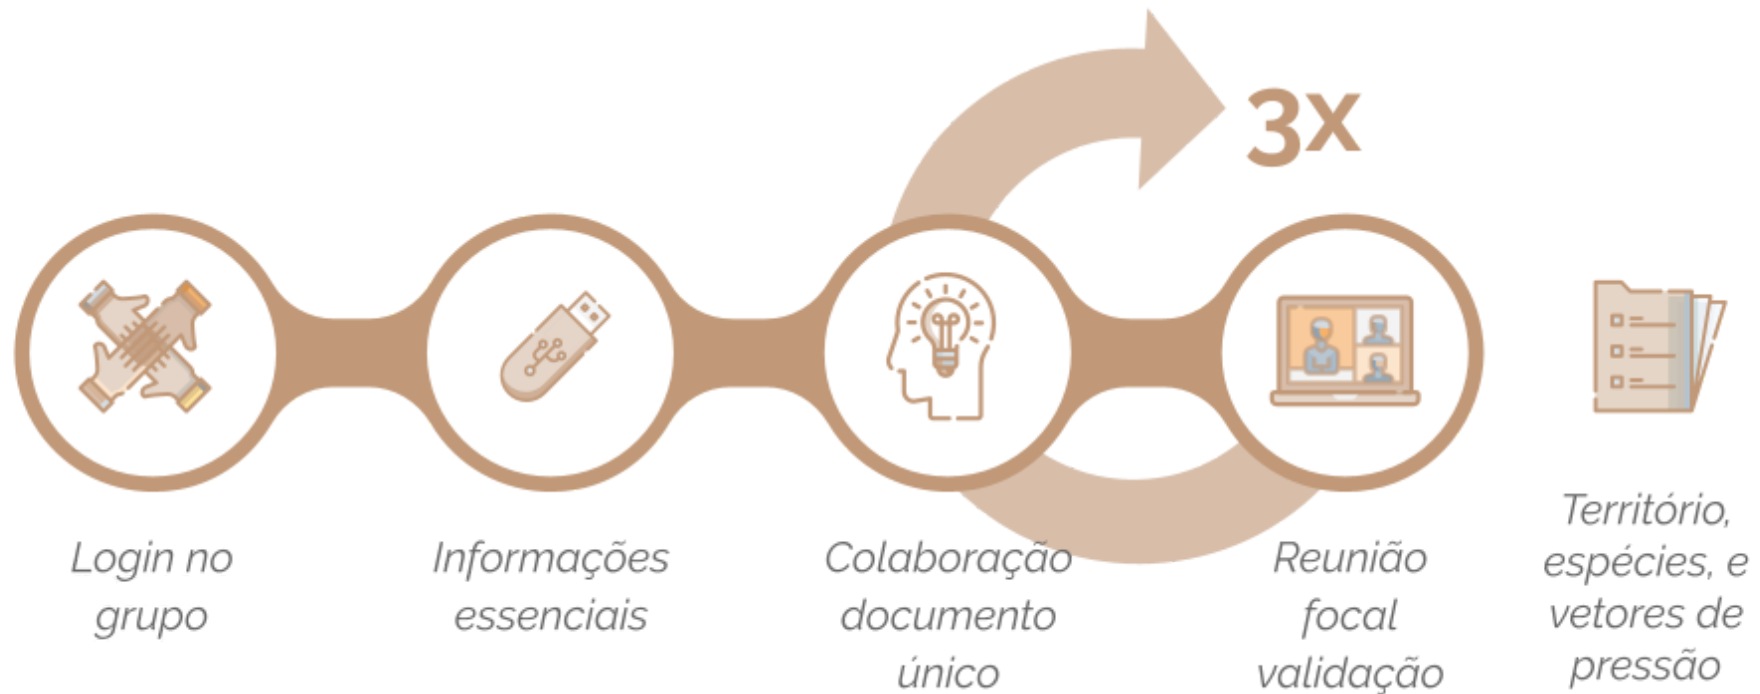 3x
Login no
grupo
Informações
essenciais
Colaboração
documento
único
Reunião
focal
validação
Território,
espécies, e
vetores de
pressão